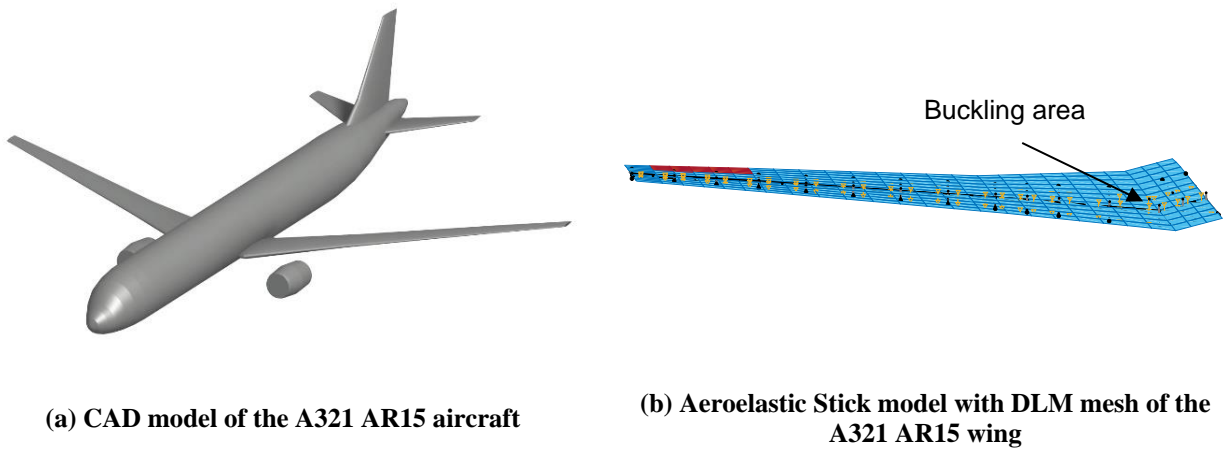 Buckling area
(a) CAD model of the A321 AR15 aircraft
(b) Aeroelastic Stick model with DLM mesh of the
A321 AR15 wing